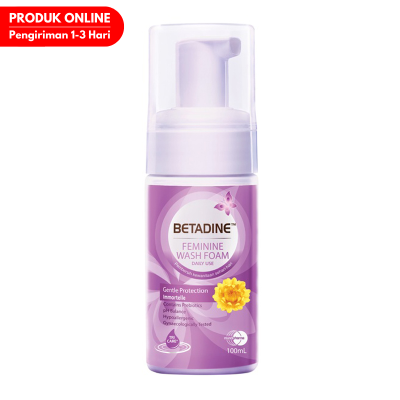 PRODUK ONLINE
Pengiriman 1-3 Hari
BETADINE™
FEMININE
WASH FOAM
DAILY USE
Gentle Protection
Immortelle
Contains Prebiotics
pH Balance
Hypoallergenic
Gynaecologically Tested
100mL